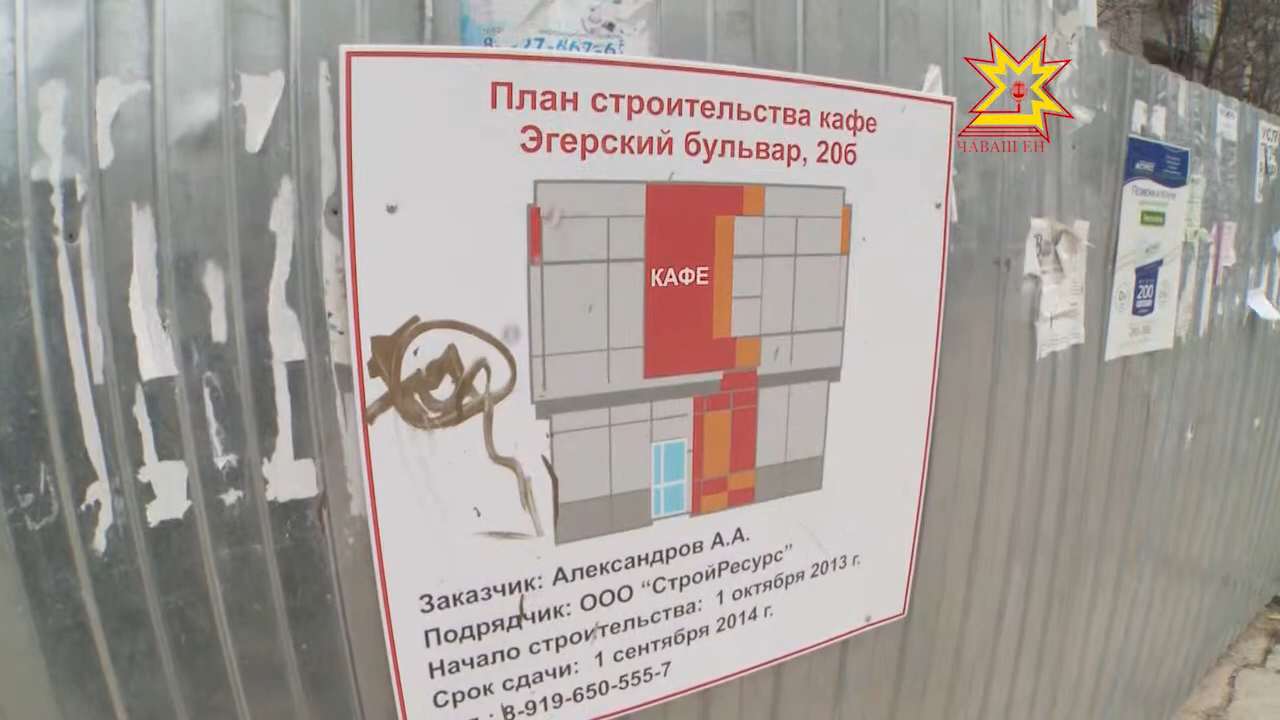 План строительства кафе
Эгерский бульвар, 20б
КАФЕ
Заказчик: Александров А.А.
Подрядчик: ООО “СтройРесурс”
Начало строительства: 1 октября 2013 г.
Срок сдачи: 1 сентября 2014 г.
8-919-650-555-7
ЧАВАШ ЕН
200